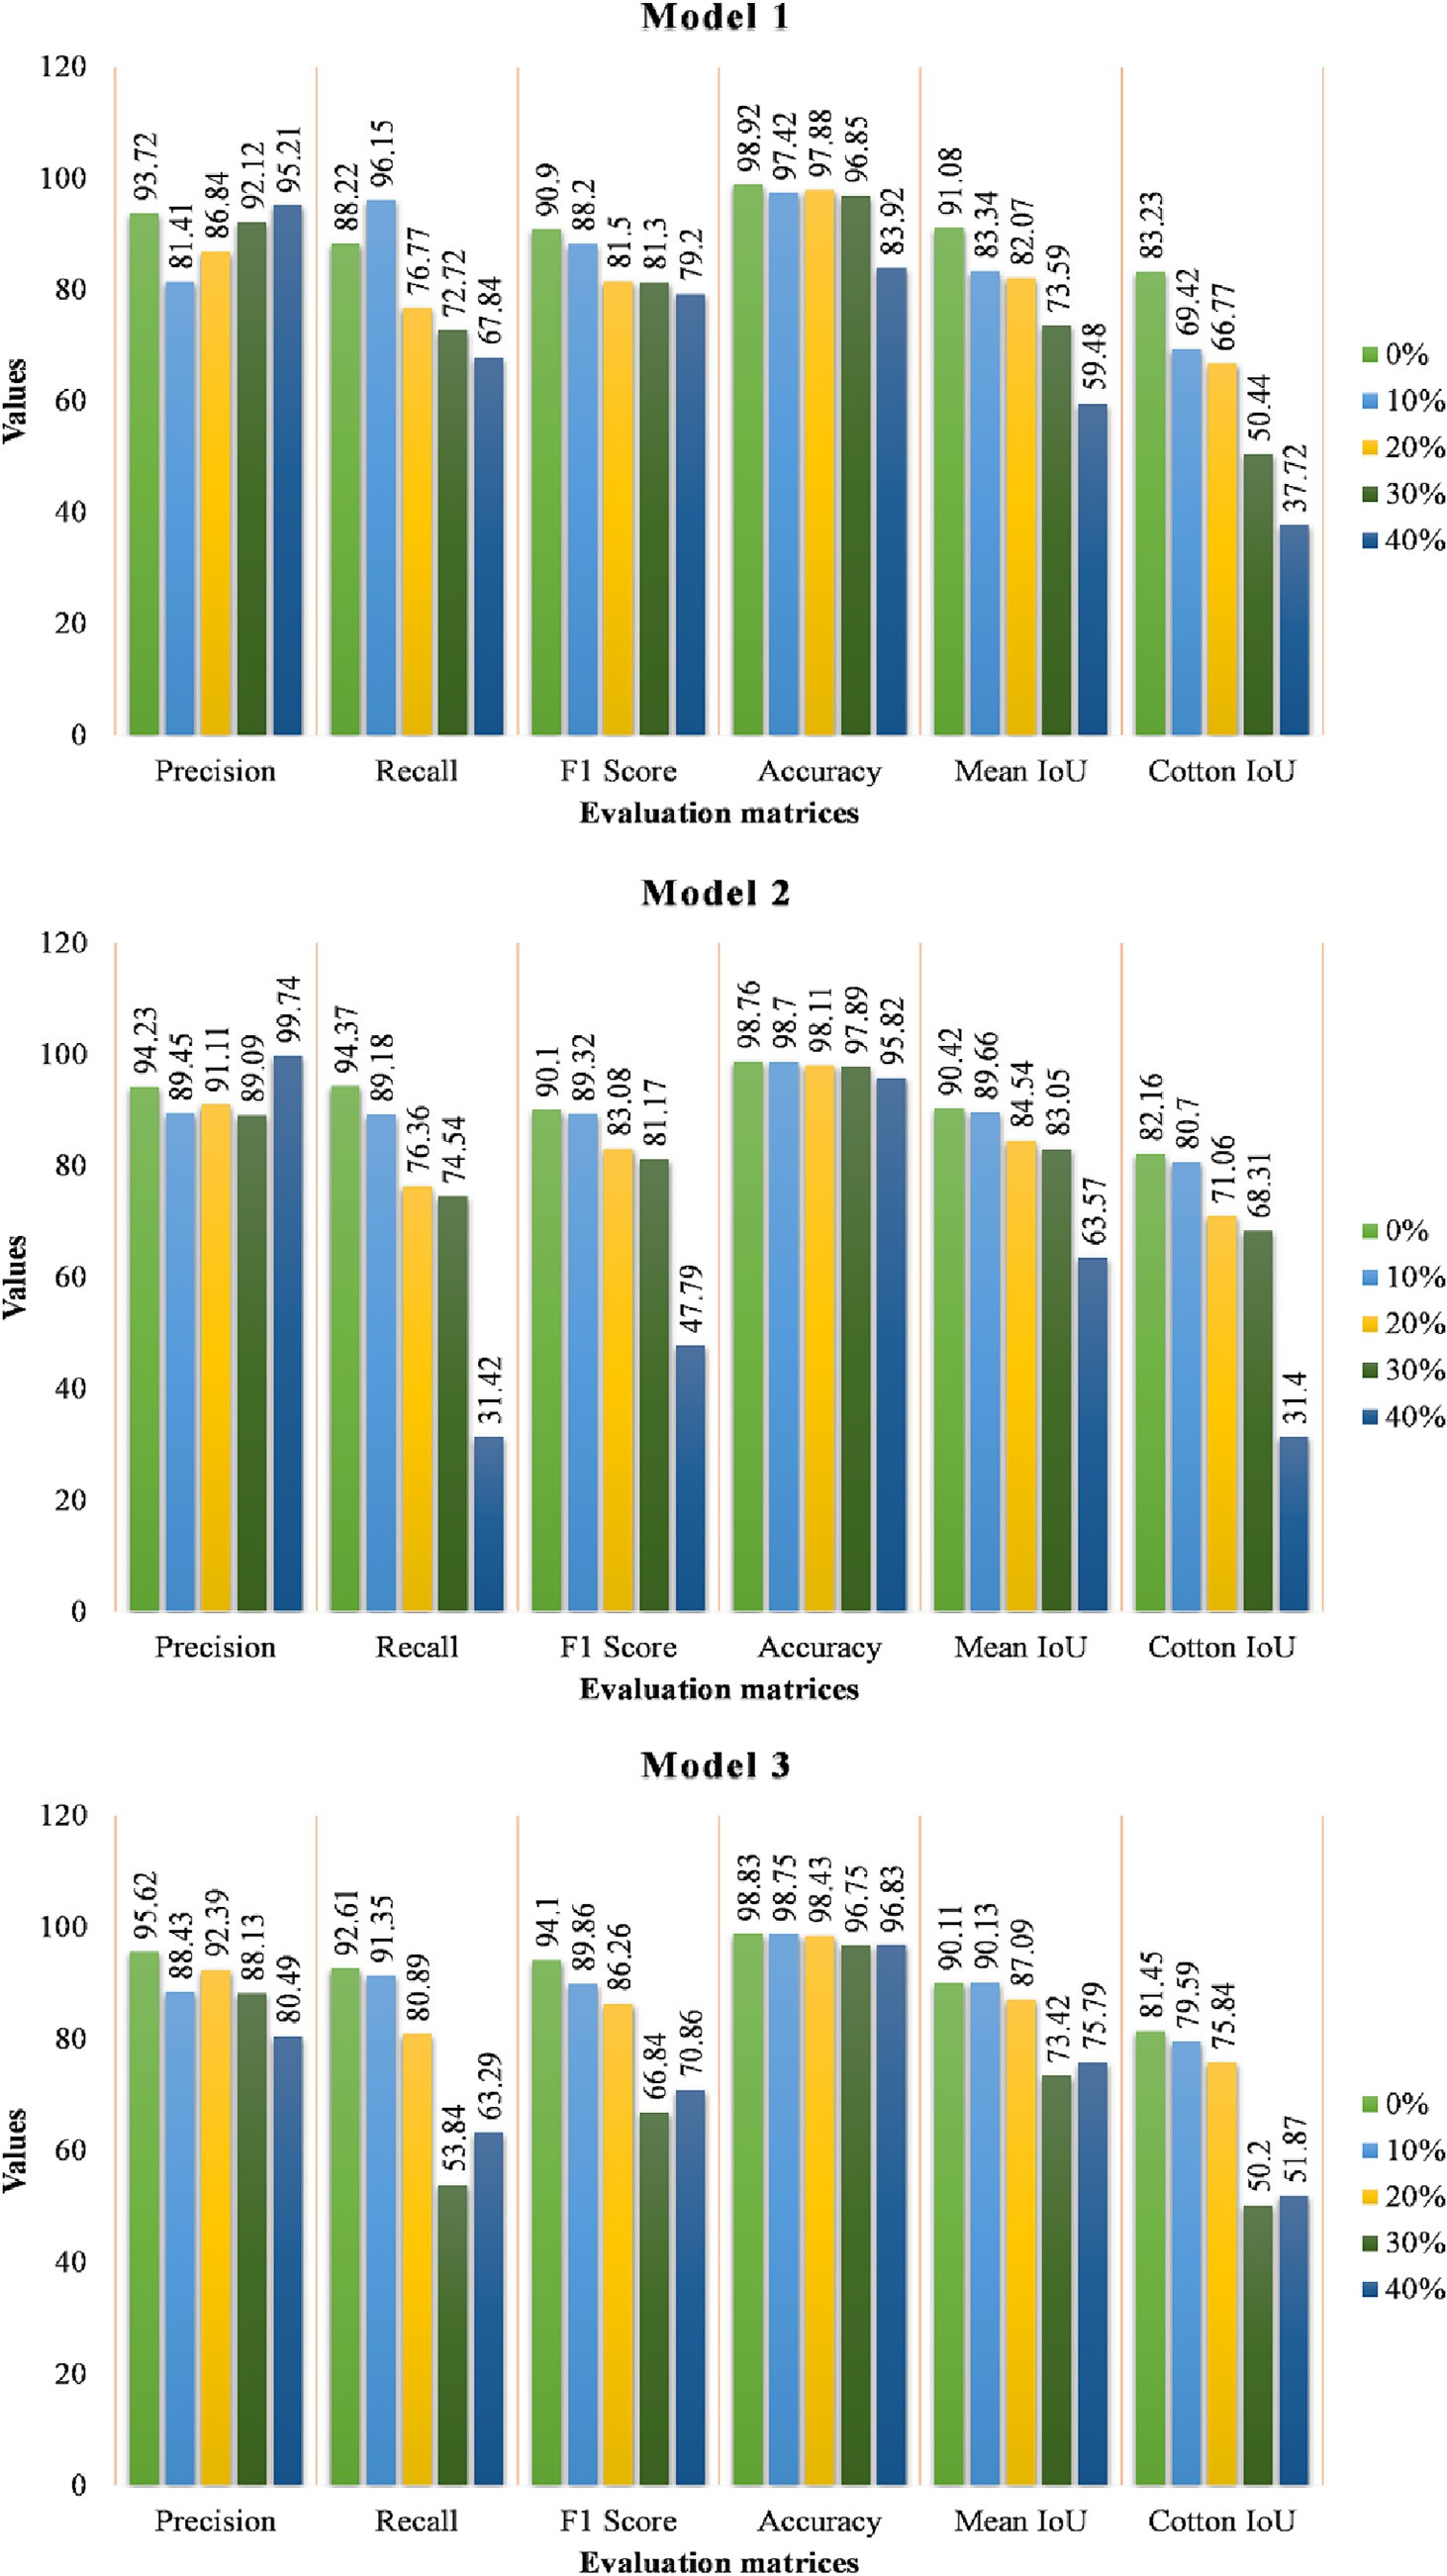 Model 1
120
100
80
60
40
20
0
Values
93.72 81.41 86.84 92.12 95.21
88.22 96.15 76.77 72.72 67.84
90.9 88.2 81.5 81.3 79.2
98.92 97.42 97.88 96.85 83.92
91.08 83.34 82.07 73.59 59.48
83.23 69.42 66.77 50.44 37.72
Precision Recall F1 Score Accuracy Mean IoU Cotton IoU
Evaluation matrices
0%
10%
20%
30%
40%
Model 2
120
100
80
60
40
20
0
Values
94.23 89.45 91.11 89.09 99.74
94.37 89.18 76.36 74.54 31.42
90.1 89.32 83.08 81.17 47.79
98.76 98.7 98.11 97.89 95.82
90.42 89.66 84.54 83.05 63.57
82.16 80.7 71.06 68.31 31.4
Precision Recall F1 Score Accuracy Mean IoU Cotton IoU
Evaluation matrices
0%
10%
20%
30%
40%
Model 3
120
100
80
60
40
20
0
Values
95.62 88.43 92.39 88.13 80.49
92.61 91.35 80.89 53.84 63.29
94.1 89.86 86.26 66.84 70.86
98.83 98.75 98.43 96.75 96.83
90.11 90.13 87.09 73.42 75.79
81.45 79.59 75.84 50.2 51.87
Precision Recall F1 Score Accuracy Mean IoU Cotton IoU
Evaluation matrices
0%
10%
20%
30%
40%